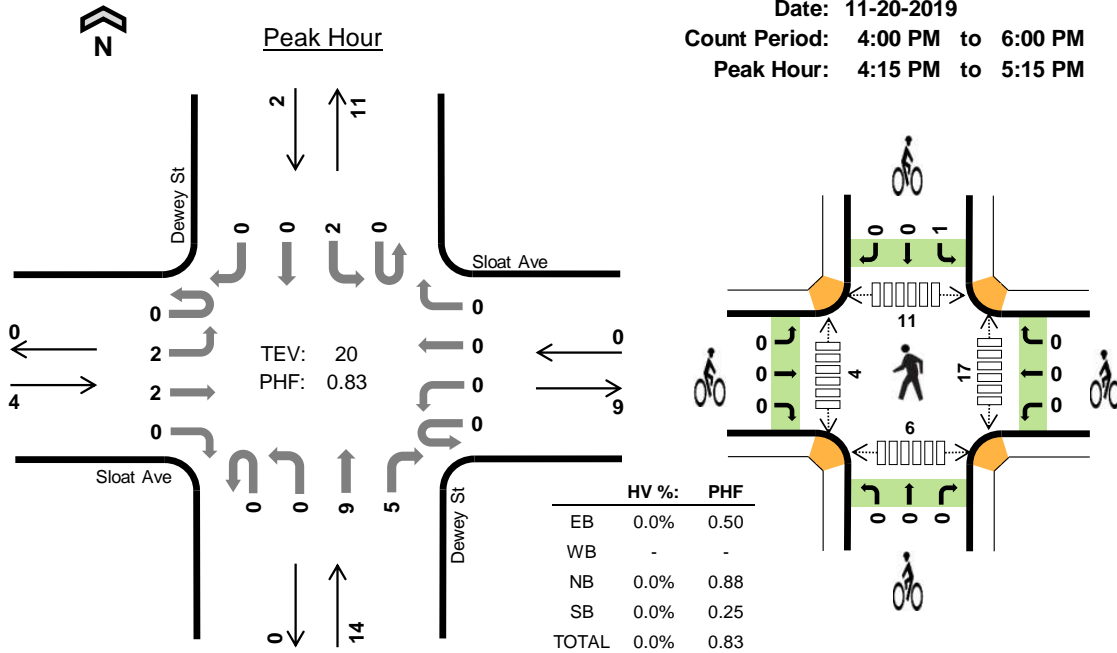 N
Peak Hour
Date: 11-20-2019
Count Period: 4:00 PM to 6:00 PM
Peak Hour: 4:15 PM to 5:15 PM
2
11
Dewey St
0 0 2 0
Sloat Ave
0
2
2
0
TEV: 20
PHF: 0.83
0
0
0
0
0
4
0
9
Sloat Ave
0 0 9 5
Dewey St
0
14
0 0 1
11
0
0
0
4
17
0
0
0
6
0 0 0
HV %: PHF
EB 0.0% 0.50
WB - -
NB 0.0% 0.88
SB 0.0% 0.25
TOTAL 0.0% 0.83